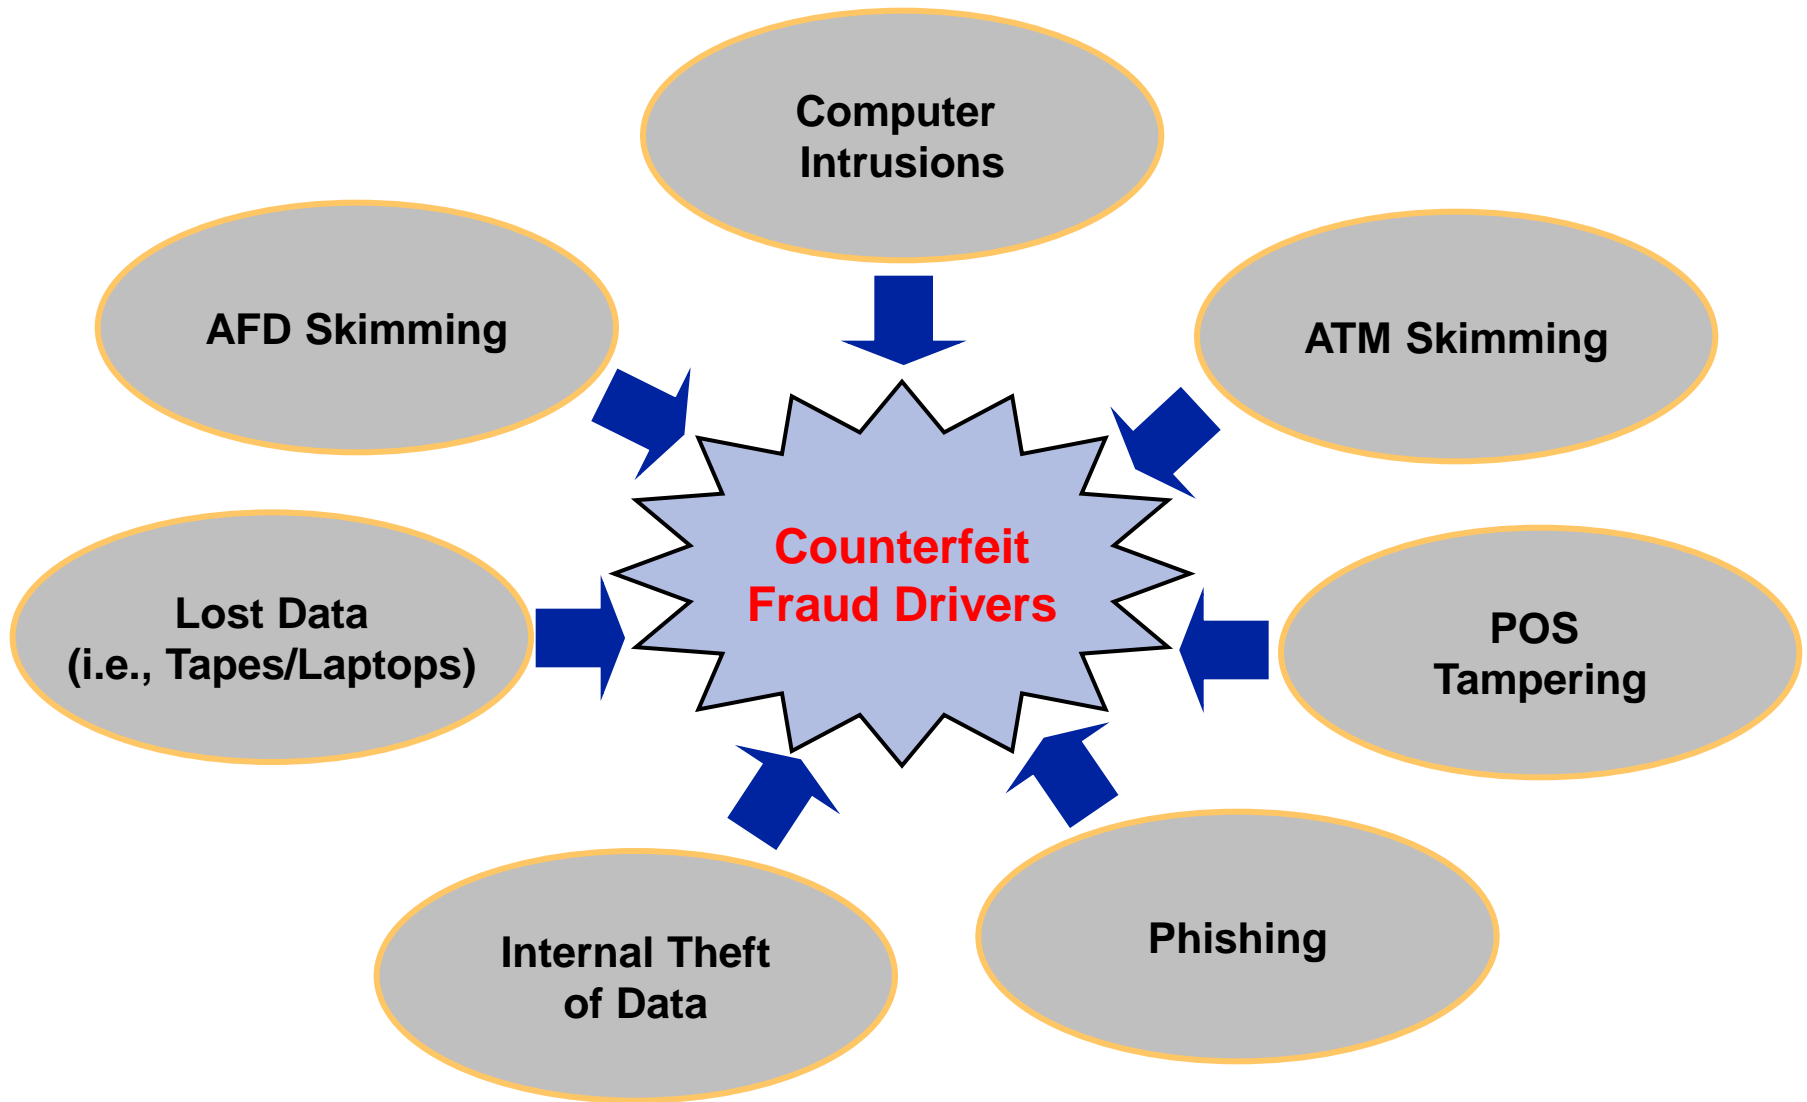 Computer
Intrusions
AFD Skimming
ATM Skimming
Counterfeit
Fraud Drivers
Lost Data
(i.e., Tapes/Laptops)
POS
Tampering
Internal Theft
of Data
Phishing